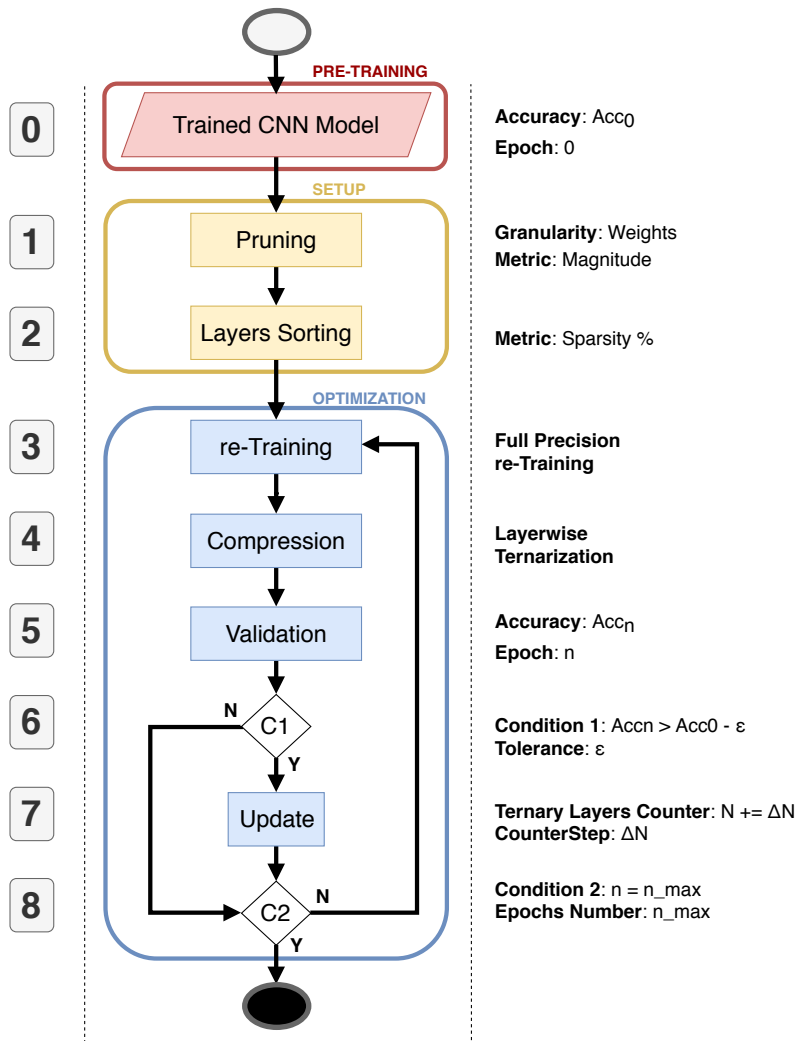 PRE-TRAINING
0
Trained CNN Model
Accuracy: Acc0
Epoch: 0
SETUP
1
Pruning
Granularity: Weights
Metric: Magnitude
2
Layers Sorting
Metric: Sparsity %
OPTIMIZATION
3
re-Training
Full Precision
re-Training
4
Compression
Layerwise
Ternarization
5
Validation
Accuracy: Accn
Epoch: n
6
N
C1
Y
Condition 1: Accn > Acc0 - ε
Tolerance: ε
7
Update
Ternary Layers Counter: N += ΔN
CounterStep: ΔN
8
C2
N
Y
Condition 2: n = n_max
Epochs Number: n_max